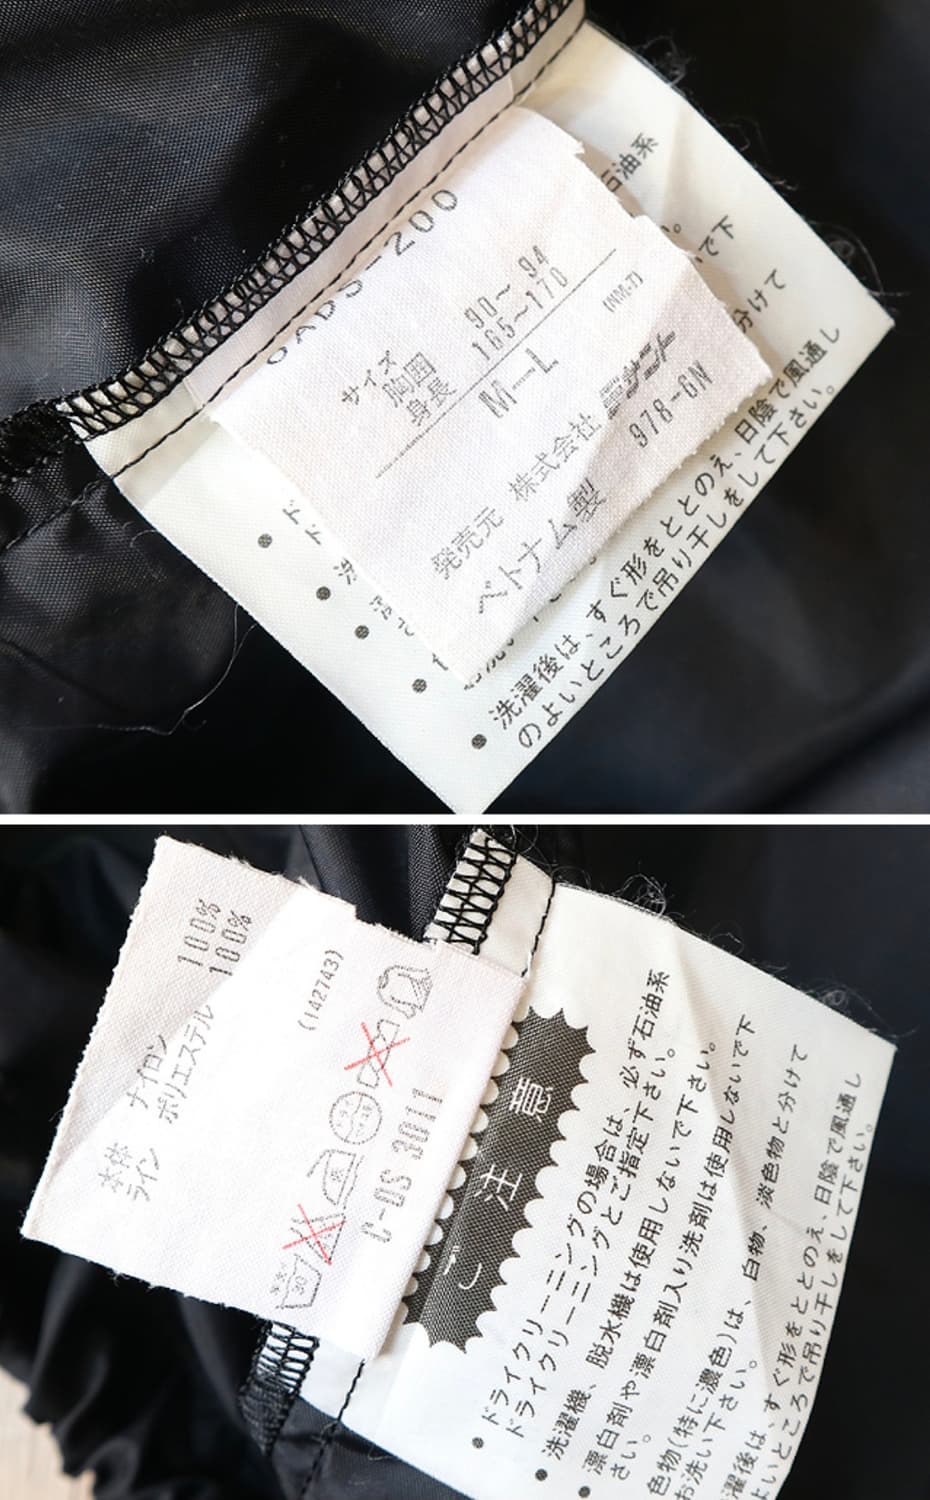 サイズ
胸囲 90～ 94
身長 165～170
M－L
発売元 株式会社
978-GN
ベトナム製
石油系
で下
分けて
洗濯後は、すぐ形をととのえ、日陰で風通し
のよいところで吊り干しをして下さい。
本体 ナイロン 100%
ライン ポリエステル 100%
(142743)
ご注意
ドライクリーニングの場合は、必ず石油系
ドライクリーニングとご指定下さい。
洗濯機、脱水機は使用しないで下さい。
漂白剤や漂白剤入り洗剤は使用しないで下
さい。
色物(特に濃色)は、白物、淡色物と分けて
お洗い下さい。
濯後は、すぐ形をととのえ、日陰で風通
よいところで吊り干しをして下さい。